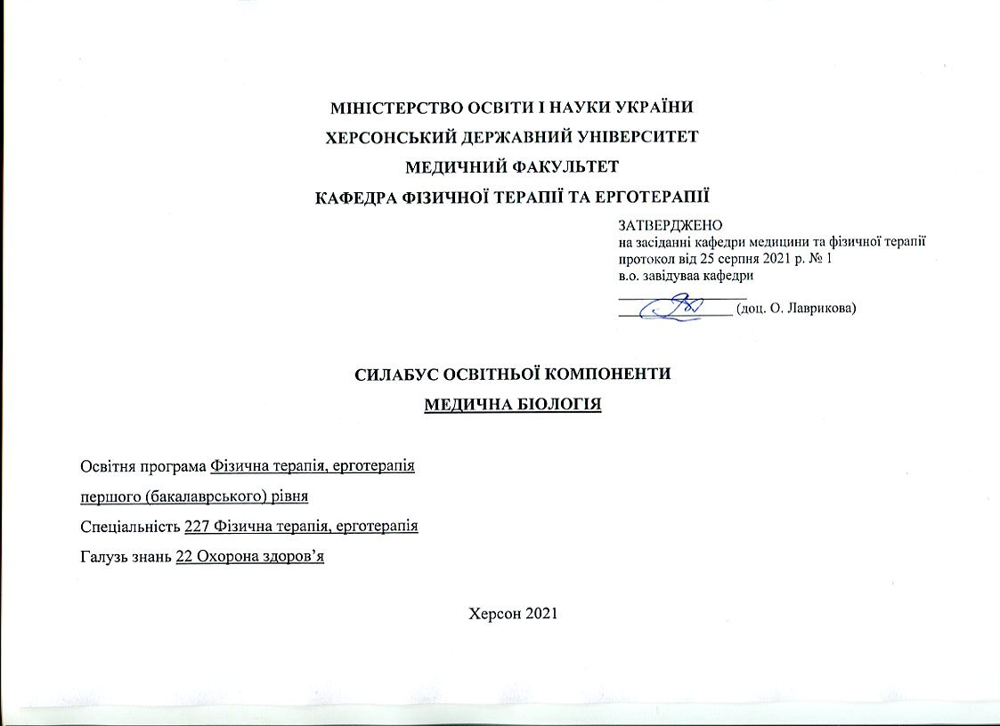 МІНІСТЕРСТВО ОСВІТИ І НАУКИ УКРАЇНИ
ХЕРСОНСЬКИЙ ДЕРЖАВНИЙ УНІВЕРСИТЕТ
МЕДИЧНИЙ ФАКУЛЬТЕТ
КАФЕДРА ФІЗИЧНОЇ ТЕРАПІЇ ТА ЕРГОТЕРАПІЇ
ЗАТВЕРДЖЕНО
на засіданні кафедри медицини та фізичної терапії
протокол від 25 серпня 2021 р. № 1
в.о. завідуваа кафедри
(доц. О. Лаврикова)
СИЛАБУС ОСВІТНЬОЇ КОМПОНЕНТИ
МЕДИЧНА БІОЛОГІЯ
Освітня програма Фізична терапія, ерготерапія
першого (бакалаврського) рівня
Спеціальність 227 Фізична терапія, ерготерапія
Галузь знань 22 Охорона здоров’я
Херсон 2021